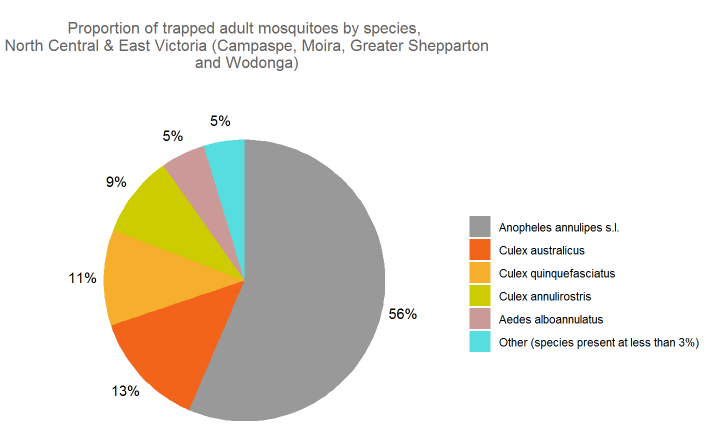 Proportion of trapped adult mosquitoes by species,
North Central & East Victoria (Campaspe, Moira, Greater Shepparton
and Wodonga)
5%
5%
9%
11%
13%
56%
Anopheles annulipes s.l.
Culex australicus
Culex quinquefasciatus
Culex annulirostris
Aedes alboannulatus
Other (species present at less than 3%)